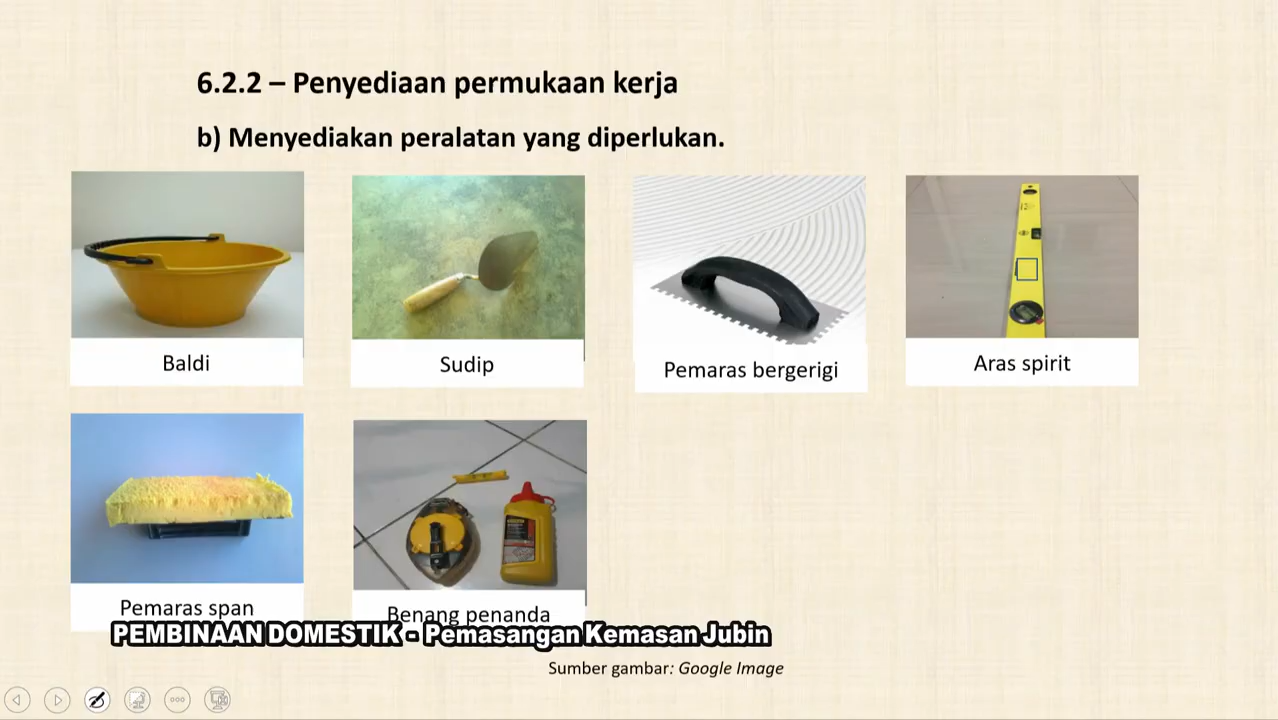 6.2.2 – Penyediaan permukaan kerja
b) Menyediakan peralatan yang diperlukan.
Baldi
Sudip
Pemaras bergerigi
Aras spirit
Pemaras span
Benang penanda
PEMBINAAN DOMESTIK - Pemasangan Kemasan Jubin
Sumber gambar: Google Image